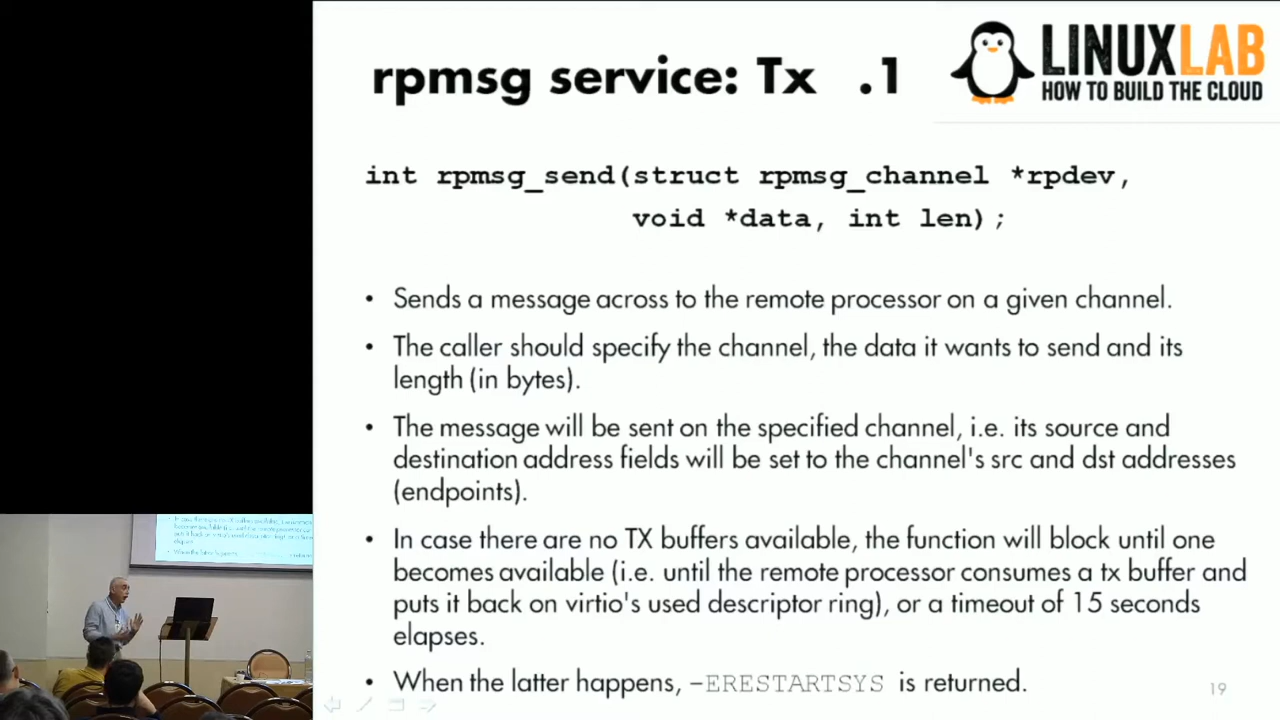 rpmsg service: Tx .1
LINUXLAB
HOW TO BUILD THE CLOUD
int rpmsg_send(struct rpmsg_channel *rpdev,
void *data, int len);
• Sends a message across to the remote processor on a given channel.
• The caller should specify the channel, the data it wants to send and its
length (in bytes).
• The message will be sent on the specified channel, i.e. its source and
destination address fields will be set to the channel's src and dst addresses
(endpoints).
• In case there are no TX buffers available, the function will block until one
becomes available (i.e. until the remote processor consumes a tx buffer and
puts it back on virtio's used descriptor ring), or a timeout of 15 seconds
elapses.
• When the latter happens, -ERESTARTSYS is returned.
19